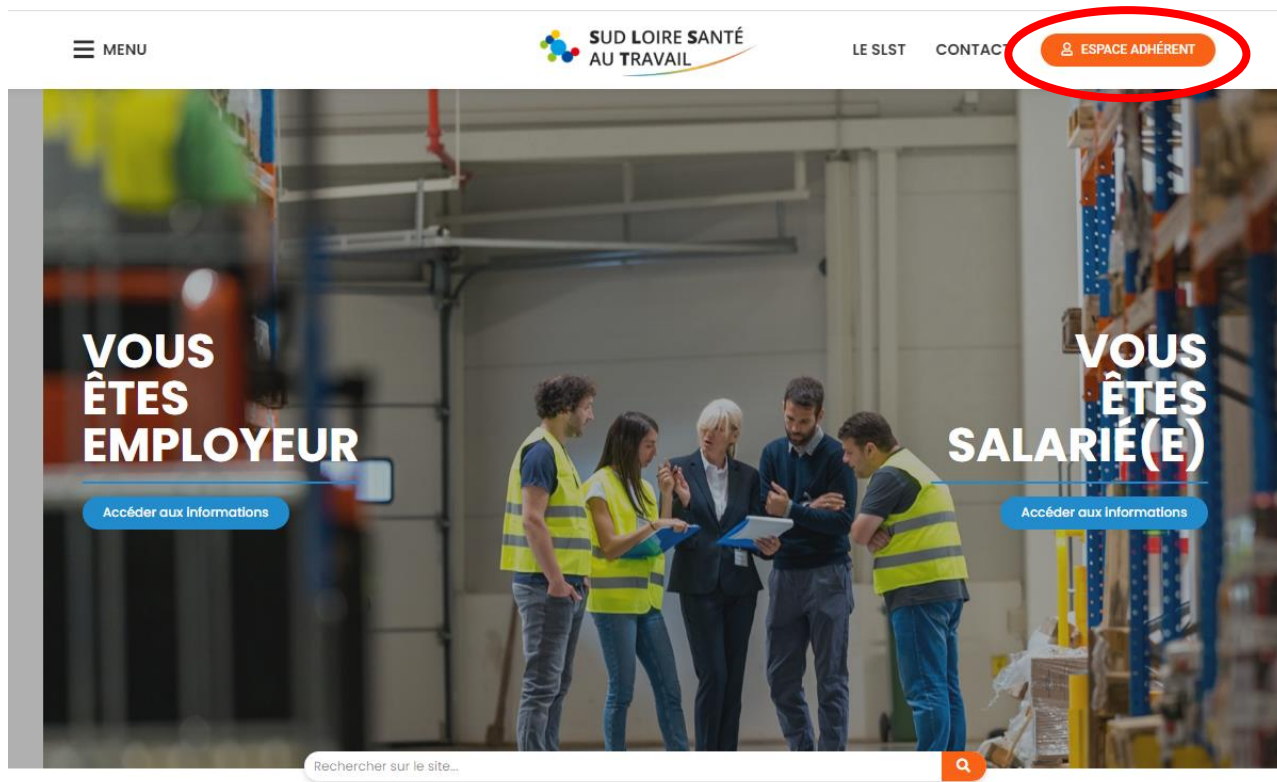 MENU
SUD LOIRE SANTÉ
AU TRAVAIL
LE SLST
CONTACT
ESPACE ADHÉRENT
VOUS
ÊTES
EMPLOYEUR
Accéder aux informations
VOUS
ÊTES
SALARIÉ(E)
Accéder aux informations
Rechercher sur le site...